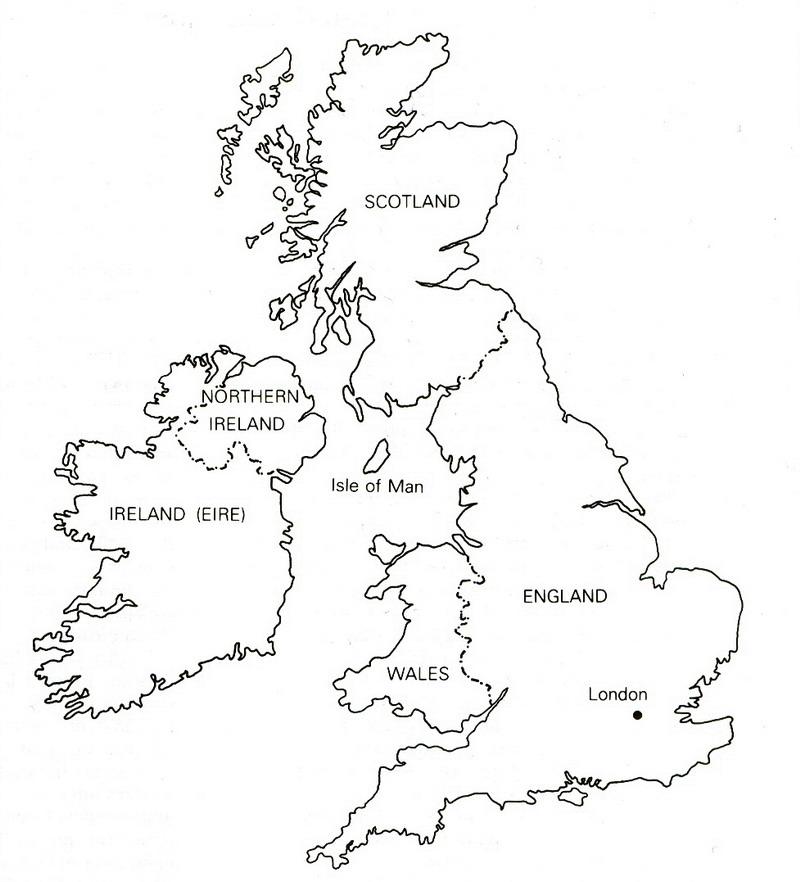 SCOTLAND
NORTHERN
IRELAND
Isle of Man
IRELAND (EIRE)
ENGLAND
WALES
London